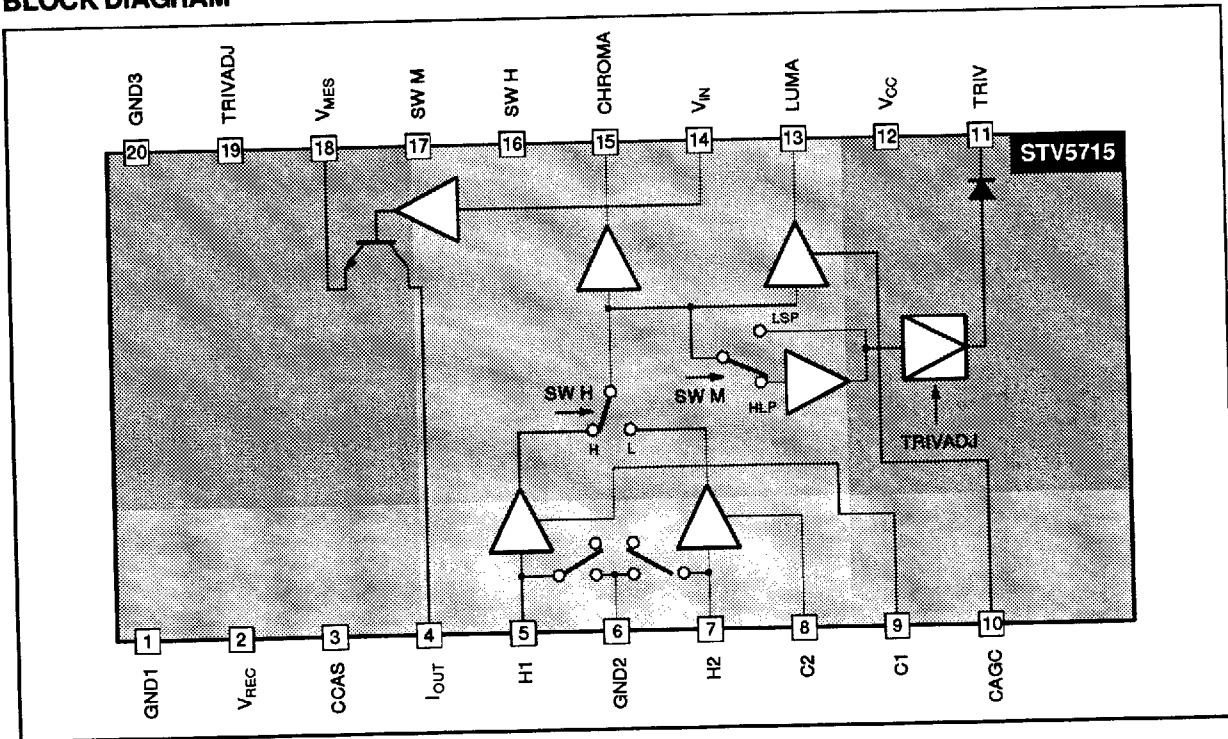 BLOCK DIAGRAM
GND3
TRIVADJ
VMES
SW M
SW H
CHROMA
VIN
LUMA
VCC
TRIV
20
19
18
17
16
15
14
13
12
11
STV5715
LSP
SW M
HLP
SW H
H
L
TRIVADJ
1
2
3
4
5
6
7
8
9
10
GND1
VREC
CCAS
IOUT
H1
GND2
H2
C2
C1
CAGC